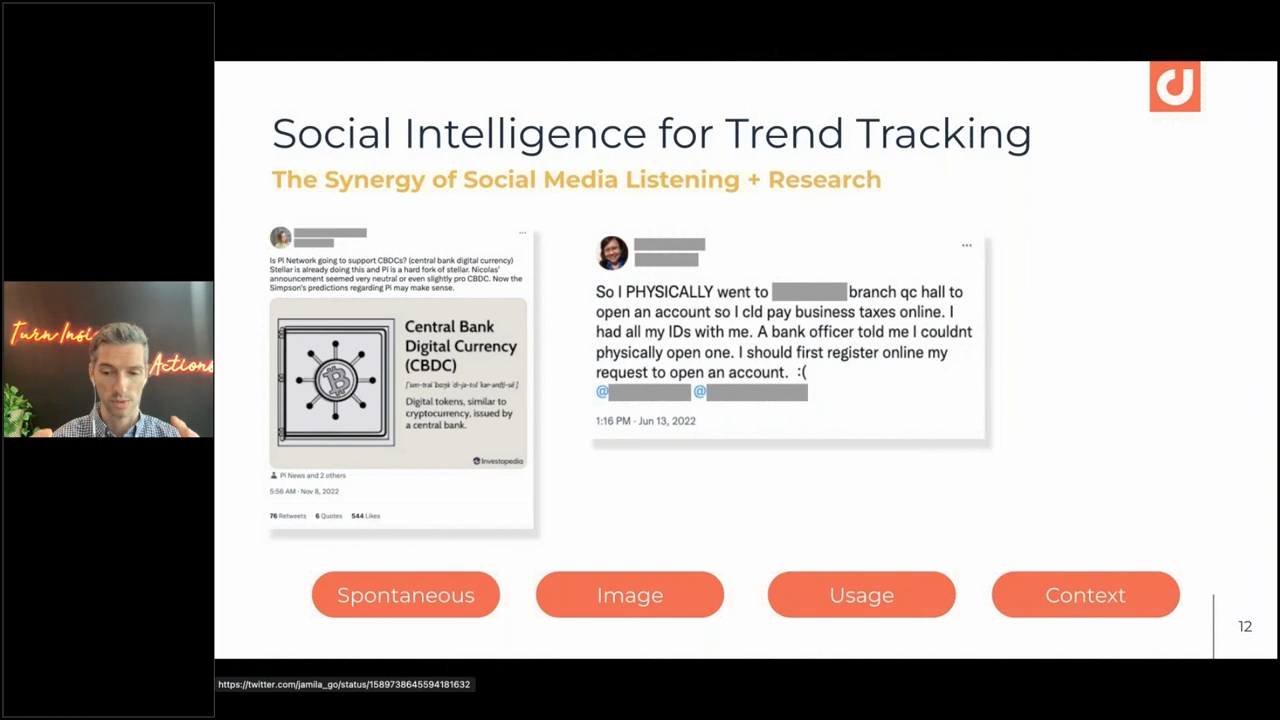 Social Intelligence for Trend Tracking
The Synergy of Social Media Listening + Research
Is Pi Network going to support CBDCs? (central bank digital currency)
Stellar is already doing this and Pi is a hard fork of stellar. Nicolas'
announcement seemed very neutral or even slightly pro CBDC. Now the
Simpson's predictions regarding Pi may make sense.
Central Bank
Digital Currency
(CBDC)
Digital tokens, similar to
cryptocurrency, issued by
a central bank.
Investopedia
Pi News and 2 others
5:56 AM · Nov 8, 2022
76 Retweets 6 Quotes 544 Likes
So I PHYSICALLY went to branch qc hall to
open an account so I cld pay business taxes online. I
had all my IDs with me. A bank officer told me I couldnt
physically open one. I should first register online my
request to open an account. :(
@ @
1:16 PM · Jun 13, 2022
Turn Insi
Actions
Spontaneous
Image
Usage
Context
12
https://twitter.com/jamila_go/status/1589738645594181632